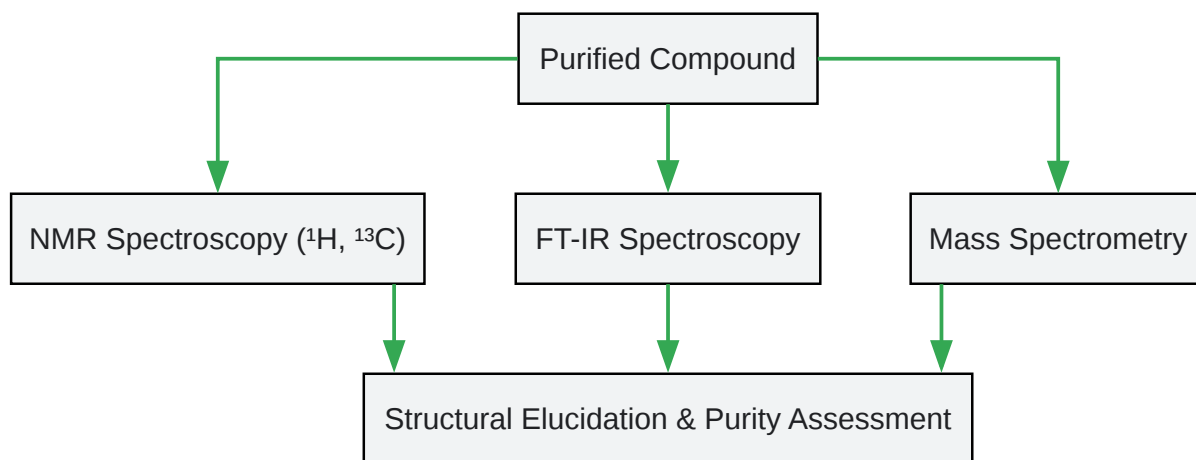 Purified Compound
NMR Spectroscopy (¹H, ¹³C)
FT-IR Spectroscopy
Mass Spectrometry
Structural Elucidation & Purity Assessment